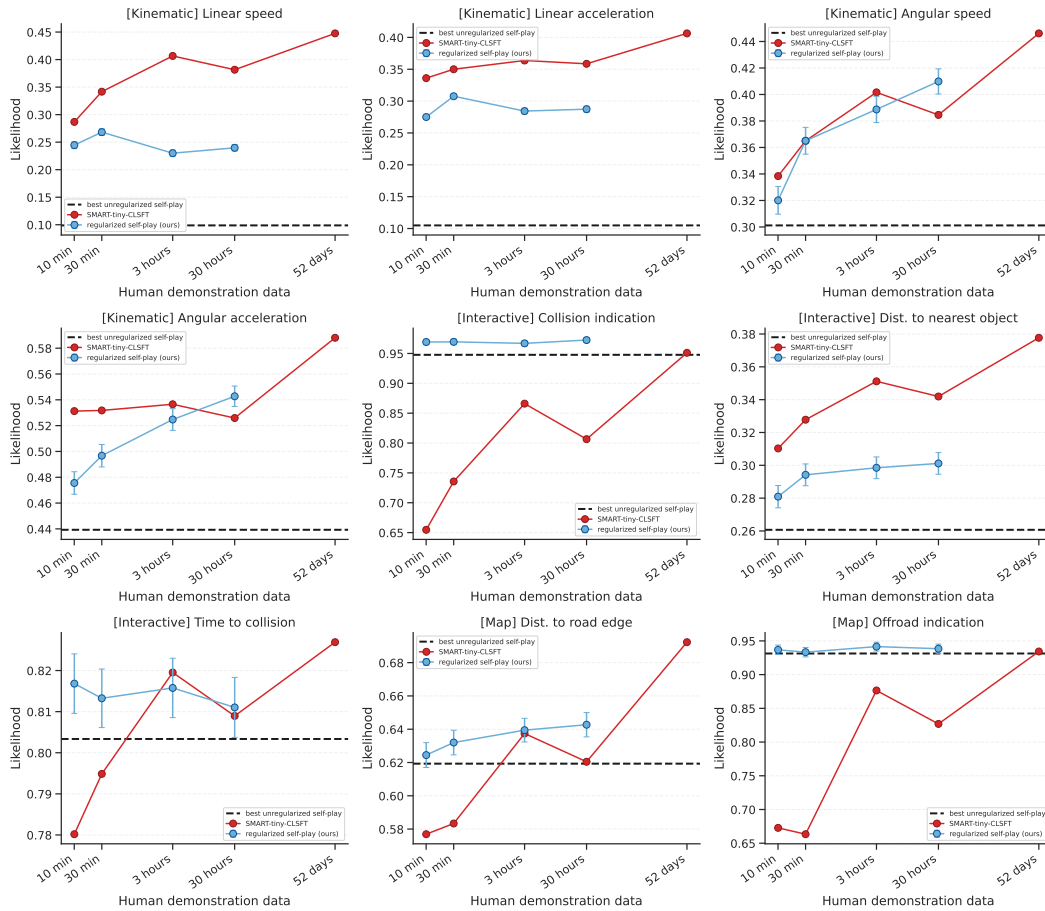 [Kinematic] Linear speed
Likelihood
0.45
0.40
0.35
0.30
0.25
0.20
0.15
0.10
best unregularized self-play
SMART-tiny-CLSFT
regularized self-play (ours)
10 min
30 min
3 hours
30 hours
52 days
Human demonstration data
[Kinematic] Linear acceleration
Likelihood
0.40
0.35
0.30
0.25
0.20
0.15
0.10
best unregularized self-play
SMART-tiny-CLSFT
regularized self-play (ours)
10 min
30 min
3 hours
30 hours
52 days
Human demonstration data
[Kinematic] Angular speed
Likelihood
0.44
0.42
0.40
0.38
0.36
0.34
0.32
0.30
best unregularized self-play
SMART-tiny-CLSFT
regularized self-play (ours)
10 min
30 min
3 hours
30 hours
52 days
Human demonstration data
[Kinematic] Angular acceleration
Likelihood
0.58
0.56
0.54
0.52
0.50
0.48
0.46
0.44
best unregularized self-play
SMART-tiny-CLSFT
regularized self-play (ours)
10 min
30 min
3 hours
30 hours
52 days
Human demonstration data
[Interactive] Collision indication
Likelihood
0.95
0.90
0.85
0.80
0.75
0.70
0.65
best unregularized self-play
SMART-tiny-CLSFT
regularized self-play (ours)
10 min
30 min
3 hours
30 hours
52 days
Human demonstration data
[Interactive] Dist. to nearest object
Likelihood
0.38
0.36
0.34
0.32
0.30
0.28
0.26
best unregularized self-play
SMART-tiny-CLSFT
regularized self-play (ours)
10 min
30 min
3 hours
30 hours
52 days
Human demonstration data
[Interactive] Time to collision
Likelihood
0.82
0.81
0.80
0.79
0.78
best unregularized self-play
SMART-tiny-CLSFT
regularized self-play (ours)
10 min
30 min
3 hours
30 hours
52 days
Human demonstration data
[Map] Dist. to road edge
Likelihood
0.68
0.66
0.64
0.62
0.60
0.58
best unregularized self-play
SMART-tiny-CLSFT
regularized self-play (ours)
10 min
30 min
3 hours
30 hours
52 days
Human demonstration data
[Map] Offroad indication
Likelihood
0.95
0.90
0.85
0.80
0.75
0.70
0.65
best unregularized self-play
SMART-tiny-CLSFT
regularized self-play (ours)
10 min
30 min
3 hours
30 hours
52 days
Human demonstration data